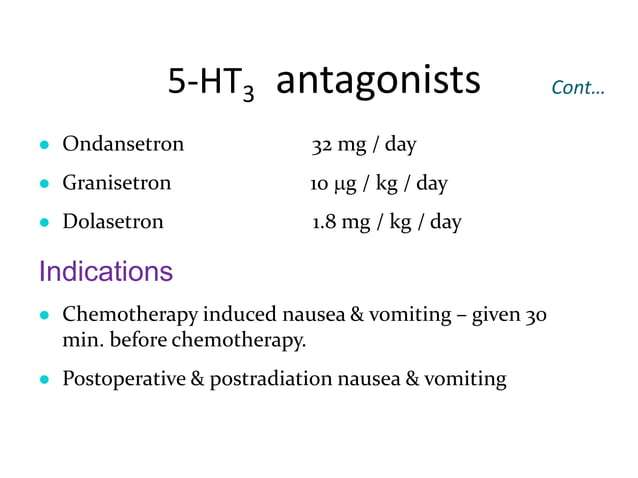 5-HT3 antagonists
Cont…
● Ondansetron 32 mg / day
● Granisetron 10 μg / kg / day
● Dolasetron 1.8 mg / kg / day
Indications
● Chemotherapy induced nausea & vomiting – given 30
min. before chemotherapy.
● Postoperative & postradiation nausea & vomiting